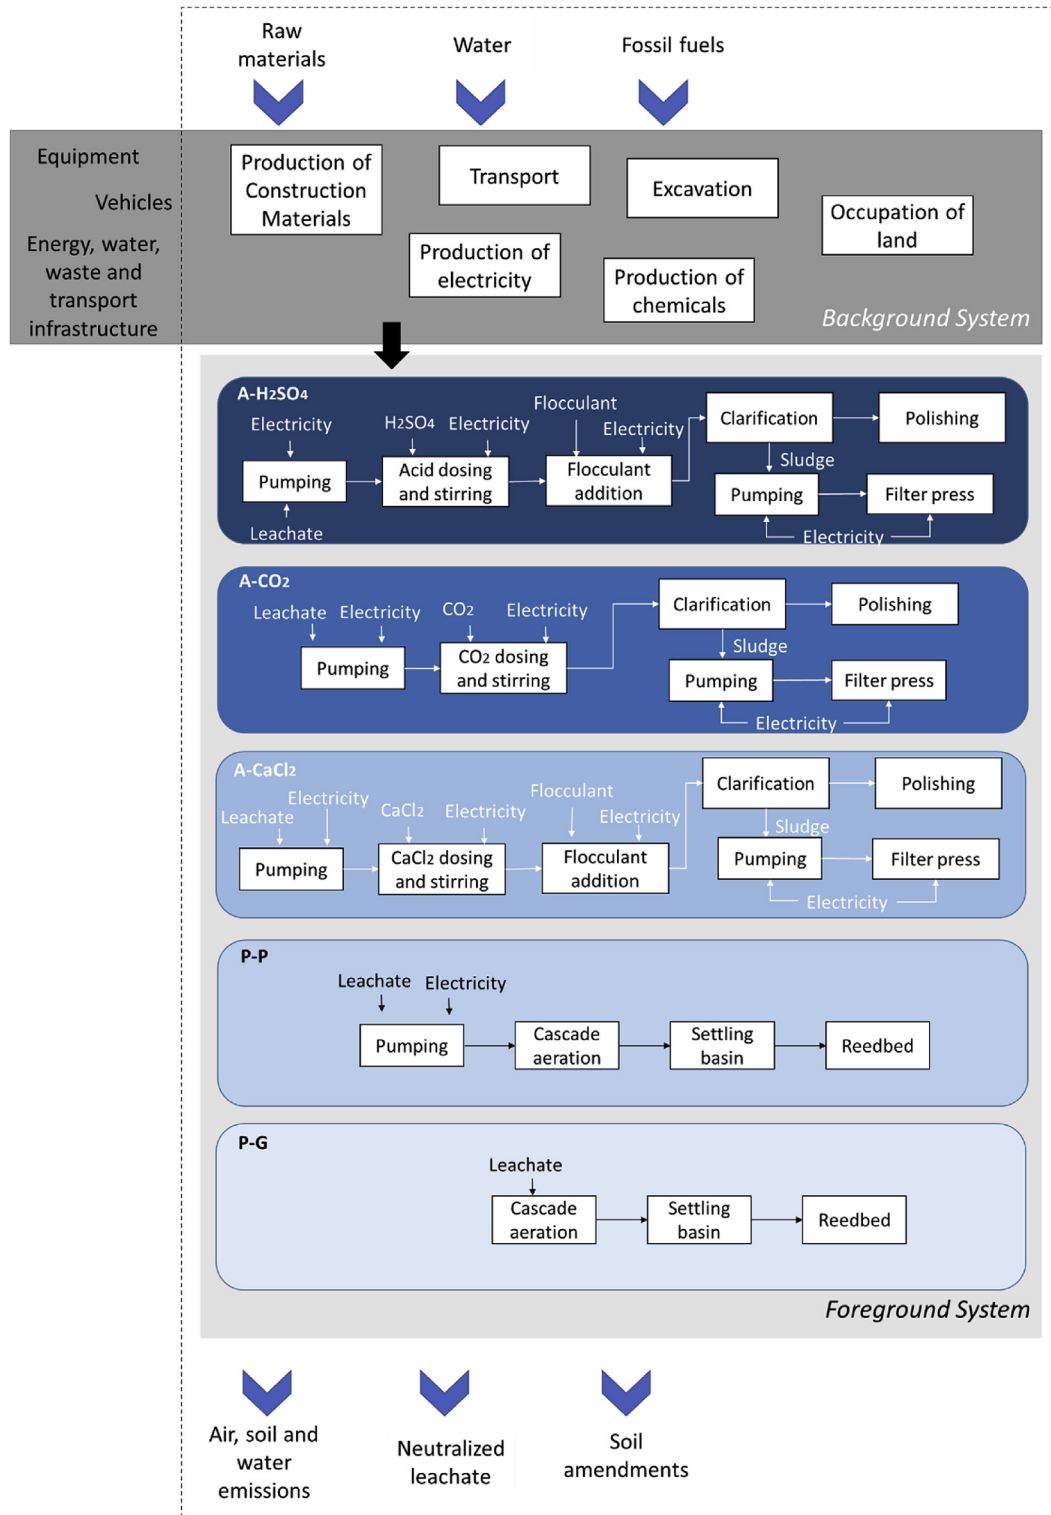 Raw
materials
Water
Fossil fuels
Equipment
Vehicles
Energy, water,
waste and
transport
infrastructure
Production of
Construction
Materials
Transport
Excavation
Occupation of
land
Production of
electricity
Production of
chemicals
Background System
A-H2SO4
Electricity
H2SO4
Electricity
Flocculant
Electricity
Pumping
Leachate
Acid dosing
and stirring
Flocculant
addition
Clarification
Polishing
Sludge
Pumping
Filter press
Electricity
A-CO2
Leachate
Electricity
CO2
Electricity
Pumping
CO2 dosing
and stirring
Clarification
Polishing
Sludge
Pumping
Filter press
Electricity
A-CaCl2
Leachate
Electricity
CaCl2
Electricity
Flocculant
Electricity
Pumping
CaCl2 dosing
and stirring
Flocculant
addition
Clarification
Polishing
Sludge
Pumping
Filter press
Electricity
P-P
Leachate
Electricity
Pumping
Cascade
aeration
Settling
basin
Reedbed
P-G
Leachate
Cascade
aeration
Settling
basin
Reedbed
Foreground System
Air, soil and
water
emissions
Neutralized
leachate
Soil
amendments